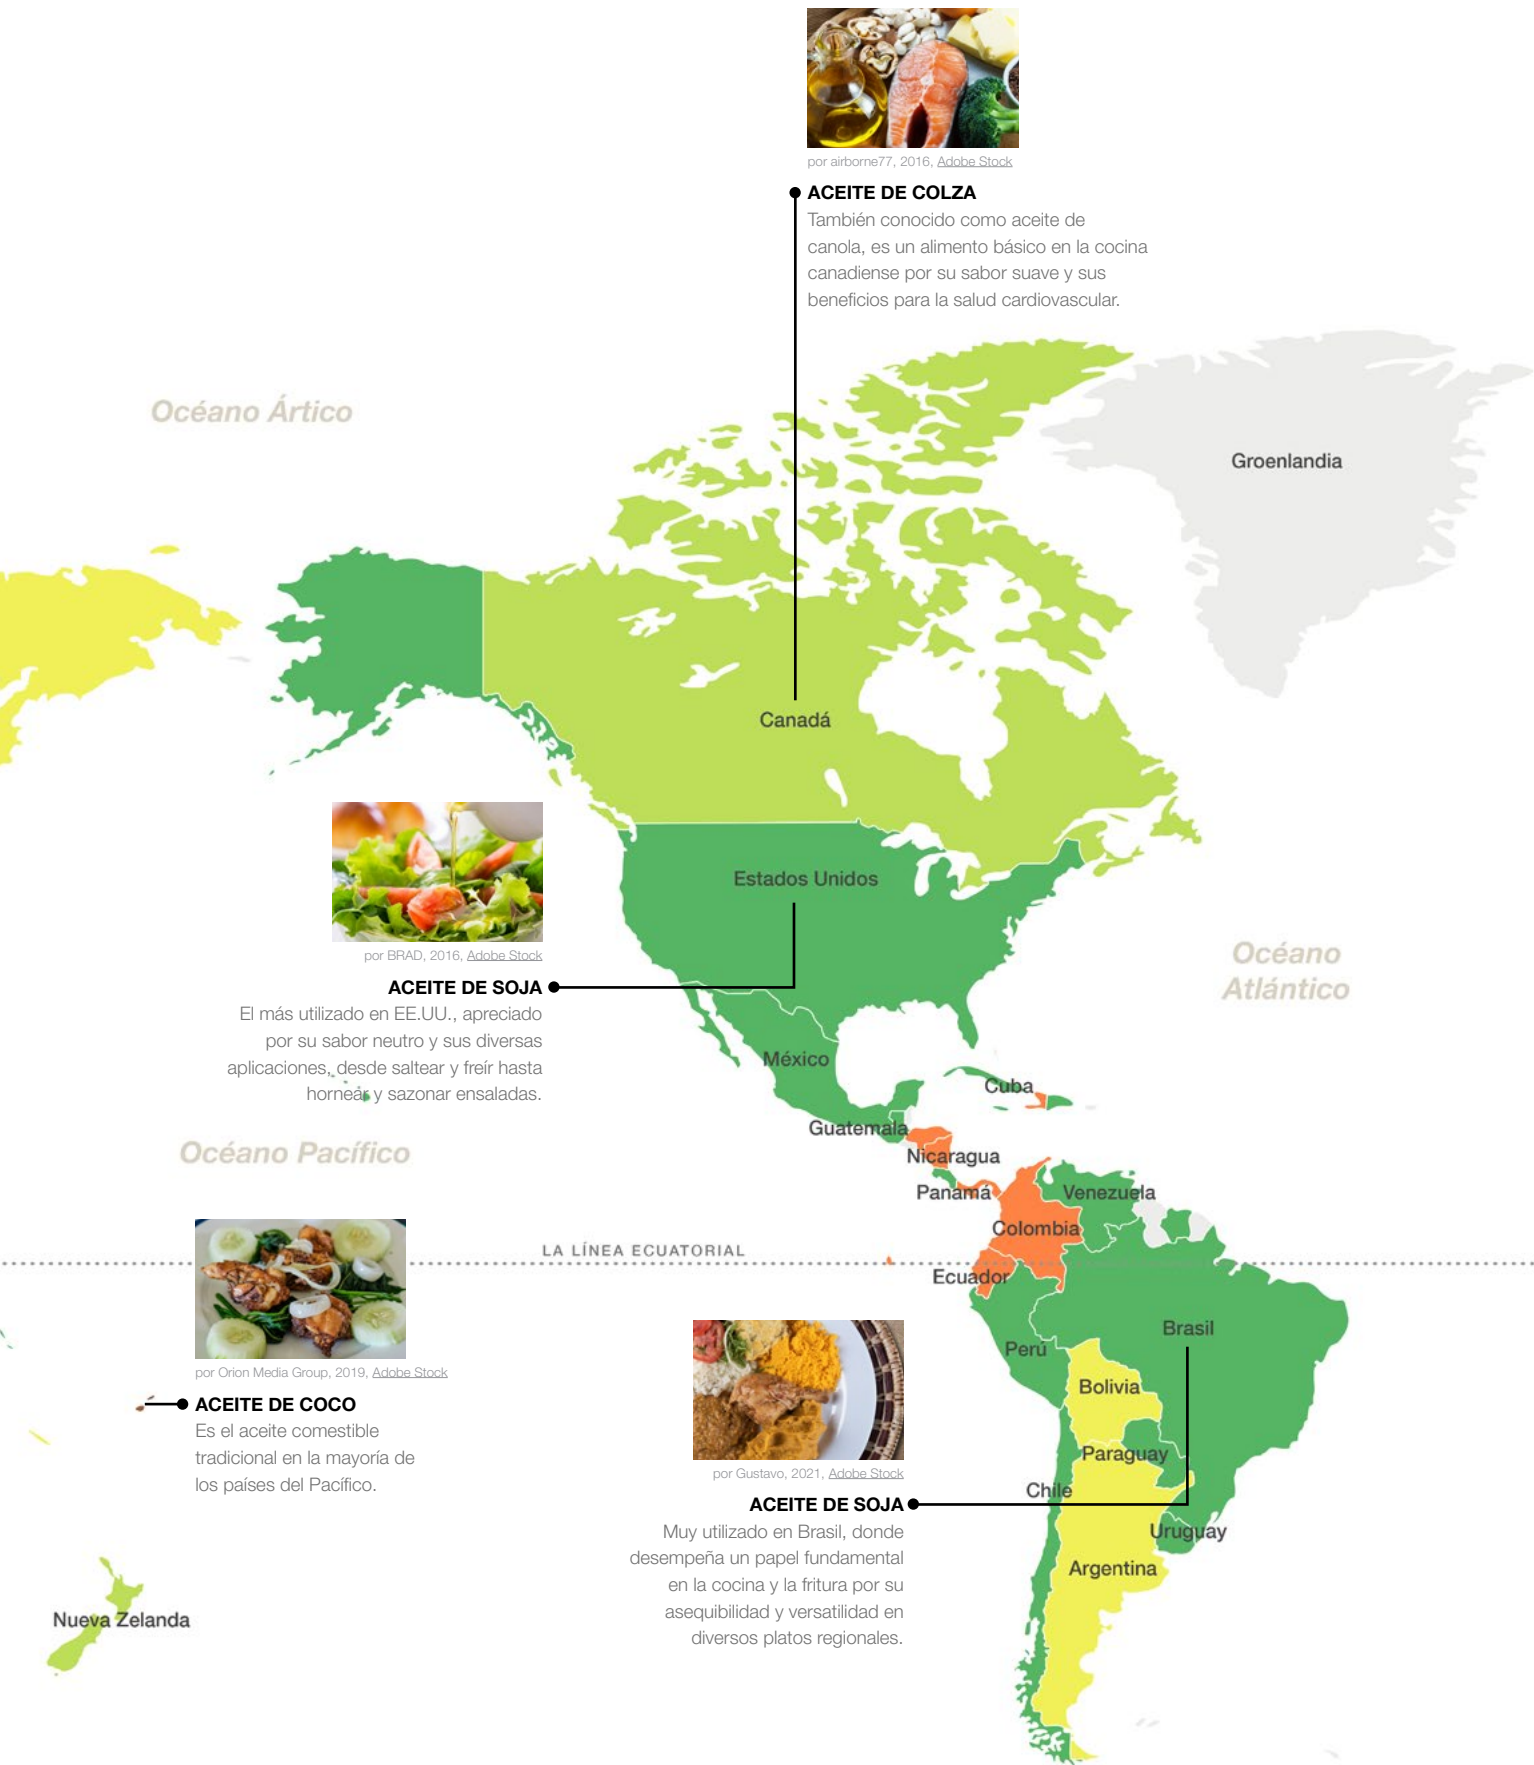 por airborne77, 2016, Adobe Stock
ACEITE DE COLZA
También conocido como aceite de
canola, es un alimento básico en la cocina
canadiense por su sabor suave y sus
beneficios para la salud cardiovascular.
Océano Ártico
Groenlandia
Canadá
Estados Unidos
por BRAD, 2016, Adobe Stock
ACEITE DE SOJA
El más utilizado en EE.UU., apreciado
por su sabor neutro y sus diversas
aplicaciones, desde saltear y freír hasta
hornear y sazonar ensaladas.
Océano
Atlántico
México
Cuba
Guatemala
Océano Pacífico
Nicaragua
Panamá
Venezuela
Colombia
LA LÍNEA ECUATORIAL
Ecuador
Brasil
Perú
por Orion Media Group, 2019, Adobe Stock
ACEITE DE COCO
Es el aceite comestible
tradicional en la mayoría de
los países del Pacífico.
Bolivia
Paraguay
Chile
por Gustavo, 2021, Adobe Stock
ACEITE DE SOJA
Muy utilizado en Brasil, donde
desempeña un papel fundamental
en la cocina y la fritura por su
asequibilidad y versatilidad en
diversos platos regionales.
Uruguay
Argentina
Nueva Zelanda